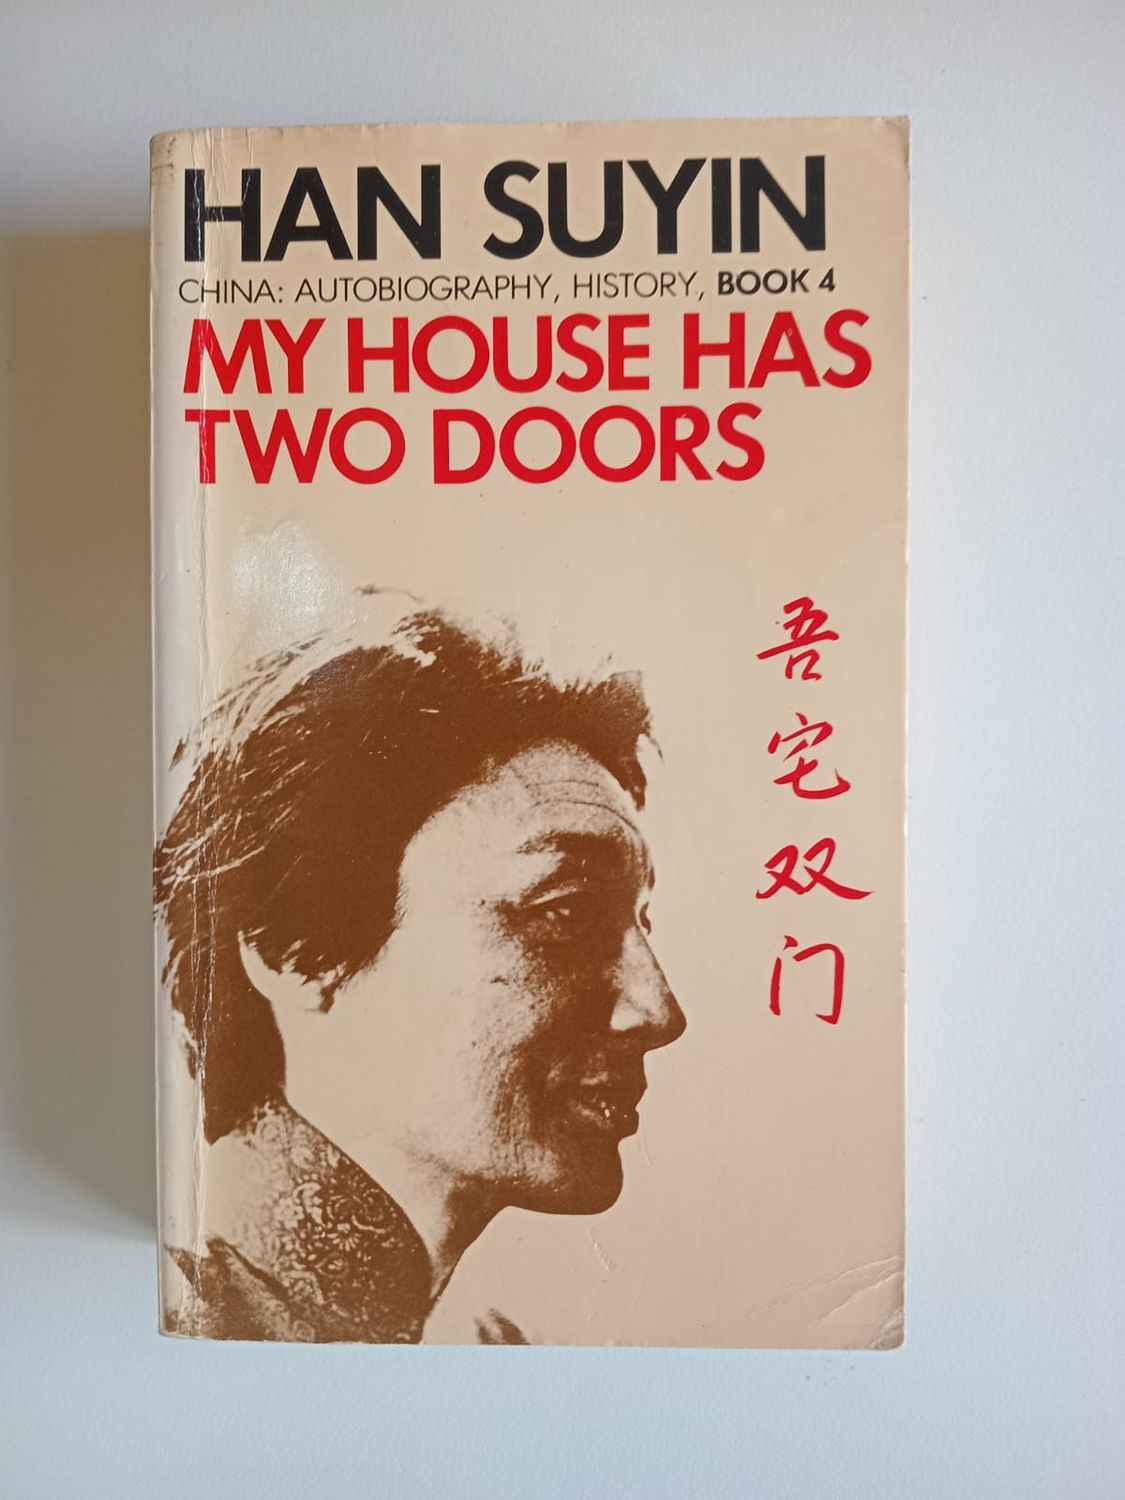 HAN SUYIN
CHINA: AUTOBIOGRAPHY, HISTORY, BOOK 4
MY HOUSE HAS
TWO DOORS
吾宅双门